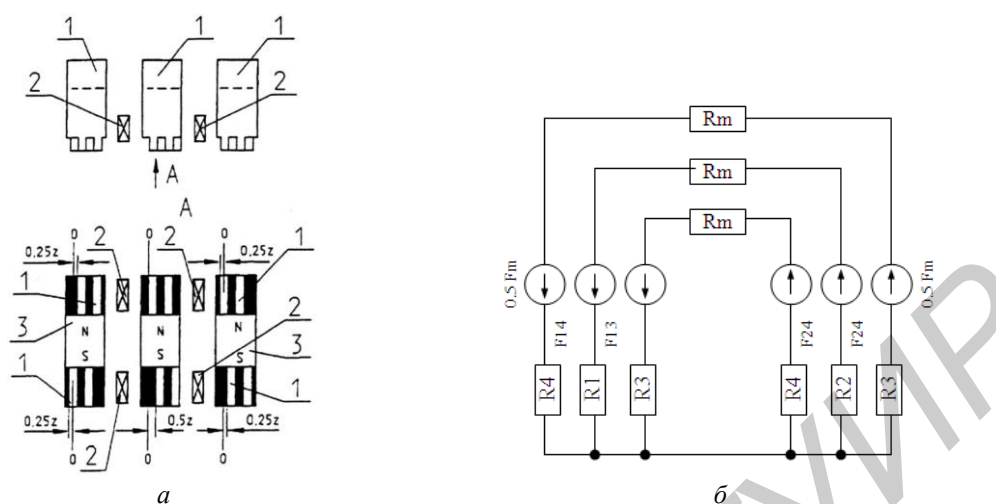 1 1 1
2 2
A
A
0 0 0
0,25z 2 2 0,25z 1
1
3 N N N 2
S S S 3
1 1
0,25z 2 0,5z 0,25z
0 0 0
а
Rm
Rm
Rm
0.5 Fm F14 F13 F24 F24 0.5 Fm
R4 R1 R3 R4 R2 R3
б
УИР